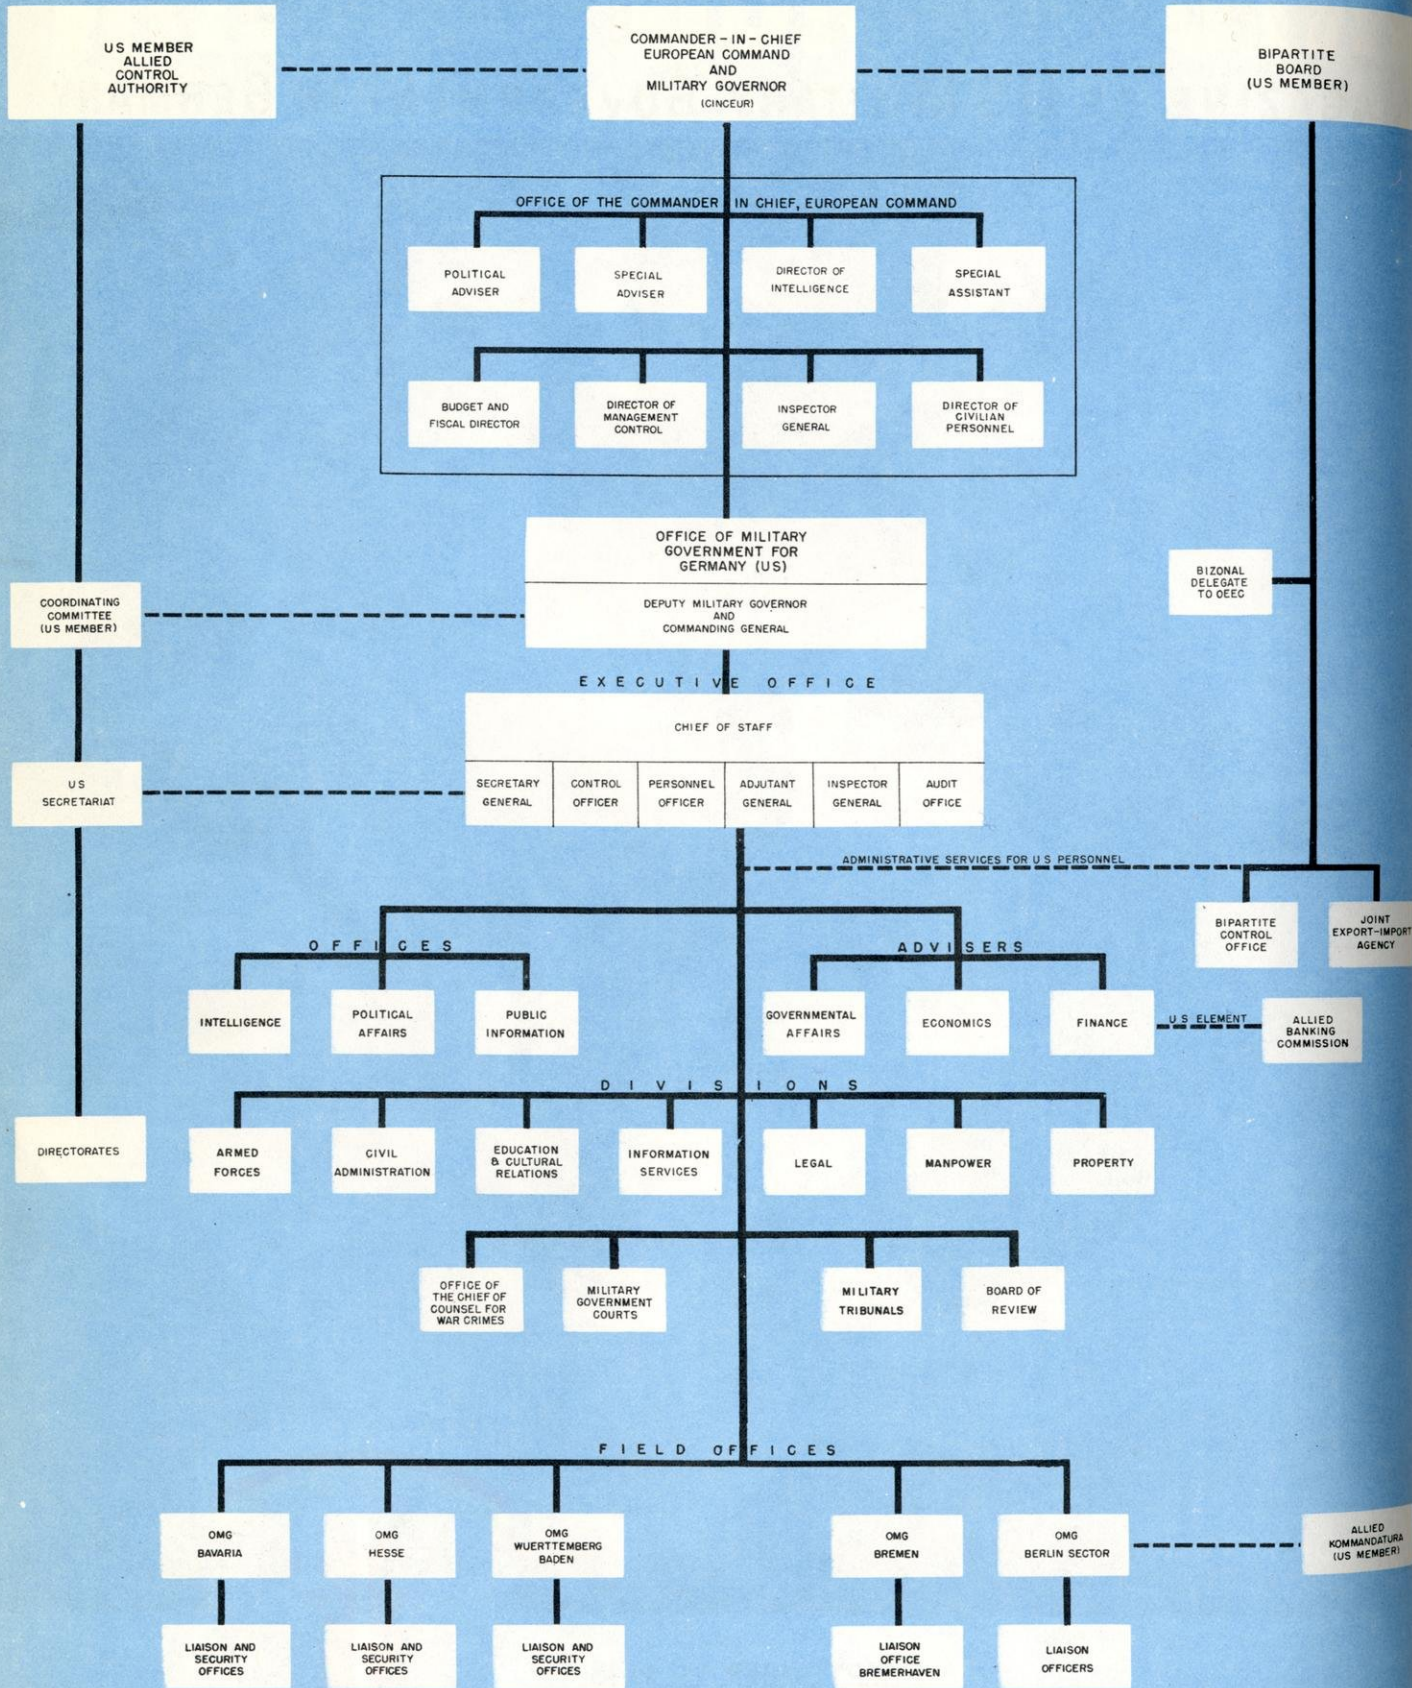 US MEMBER
ALLIED
CONTROL
AUTHORITY
COMMANDER-IN-CHIEF
EUROPEAN COMMAND
AND
MILITARY GOVERNOR
(CINCEUR)
BIPARTITE
BOARD
(US MEMBER)
OFFICE OF THE COMMANDER IN CHIEF, EUROPEAN COMMAND
POLITICAL
ADVISER
SPECIAL
ADVISER
DIRECTOR OF
INTELLIGENCE
SPECIAL
ASSISTANT
BUDGET AND
FISCAL DIRECTOR
DIRECTOR OF
MANAGEMENT
CONTROL
INSPECTOR
GENERAL
DIRECTOR OF
CIVILIAN
PERSONNEL
OFFICE OF MILITARY
GOVERNMENT FOR
GERMANY (US)
DEPUTY MILITARY GOVERNOR
AND
COMMANDING GENERAL
COORDINATING
COMMITTEE
(US MEMBER)
BIZONAL
DELEGATE
TO OEEC
EXECUTIVE OFFICE
CHIEF OF STAFF
SECRETARY
GENERAL
CONTROL
OFFICER
PERSONNEL
OFFICER
ADJUTANT
GENERAL
INSPECTOR
GENERAL
AUDIT
OFFICE
US
SECRETARIAT
ADMINISTRATIVE SERVICES FOR US PERSONNEL
BIPARTITE
CONTROL
OFFICE
JOINT
EXPORT-IMPORT
AGENCY
OFFICES
ADVISERS
INTELLIGENCE
POLITICAL
AFFAIRS
PUBLIC
INFORMATION
GOVERNMENTAL
AFFAIRS
ECONOMICS
FINANCE
US ELEMENT
ALLIED
BANKING
COMMISSION
DIVISIONS
DIRECTORATES
ARMED
FORCES
CIVIL
ADMINISTRATION
EDUCATION
& CULTURAL
RELATIONS
INFORMATION
SERVICES
LEGAL
MANPOWER
PROPERTY
OFFICE OF
THE CHIEF OF
COUNSEL FOR
WAR CRIMES
MILITARY
GOVERNMENT
COURTS
MILITARY
TRIBUNALS
BOARD OF
REVIEW
FIELD OFFICES
OMG
BAVARIA
OMG
HESSE
OMG
WUERTTEMBERG
BADEN
OMG
BREMEN
OMG
BERLIN SECTOR
ALLIED
KOMMANDATURA
(US MEMBER)
LIAISON AND
SECURITY
OFFICES
LIAISON AND
SECURITY
OFFICES
LIAISON AND
SECURITY
OFFICES
LIAISON
OFFICE
BREMERHAVEN
LIAISON
OFFICERS